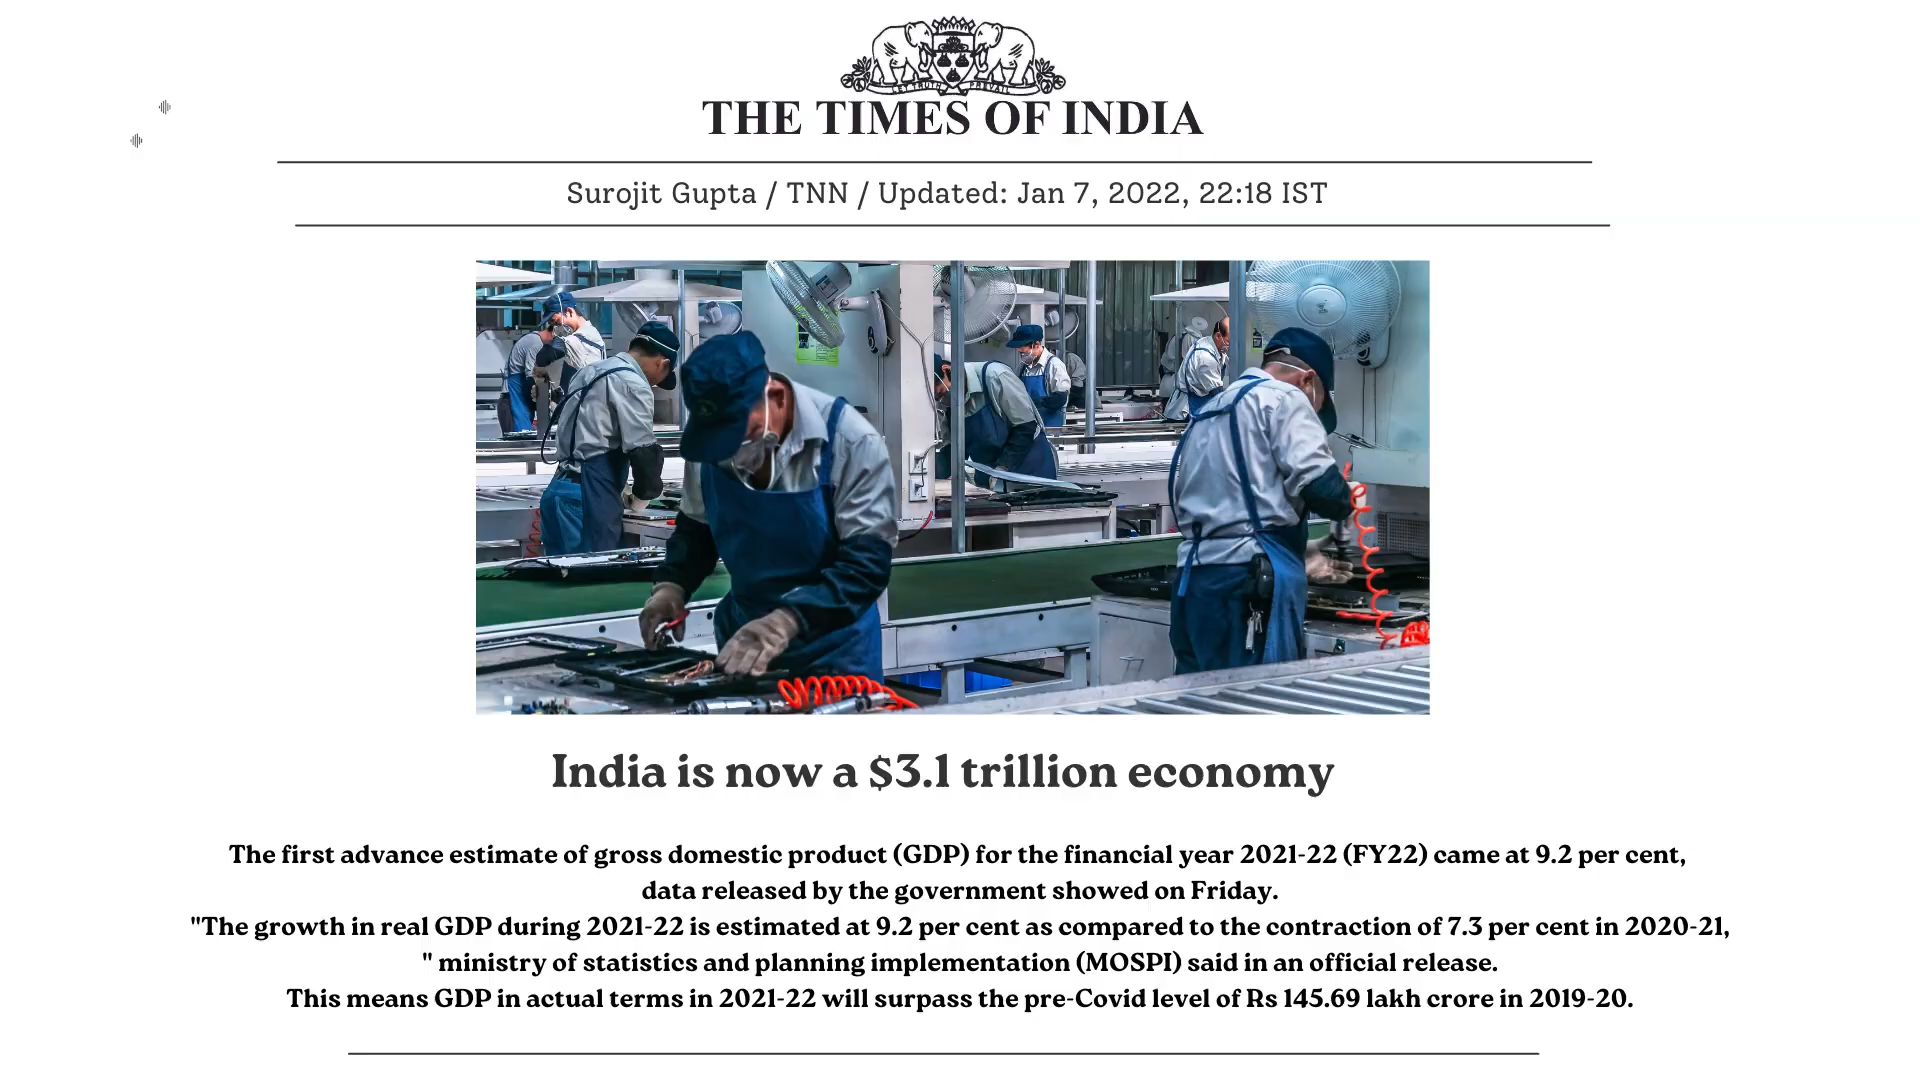 LET TRUTH PREVAIL
THE TIMES OF INDIA
Surojit Gupta / TNN / Updated: Jan 7, 2022, 22:18 IST
India is now a $3.1 trillion economy
The first advance estimate of gross domestic product (GDP) for the financial year 2021-22 (FY22) came at 9.2 per cent,
data released by the government showed on Friday.
"The growth in real GDP during 2021-22 is estimated at 9.2 per cent as compared to the contraction of 7.3 per cent in 2020-21,
" ministry of statistics and planning implementation (MOSPI) said in an official release.
This means GDP in actual terms in 2021-22 will surpass the pre-Covid level of Rs 145.69 lakh crore in 2019-20.